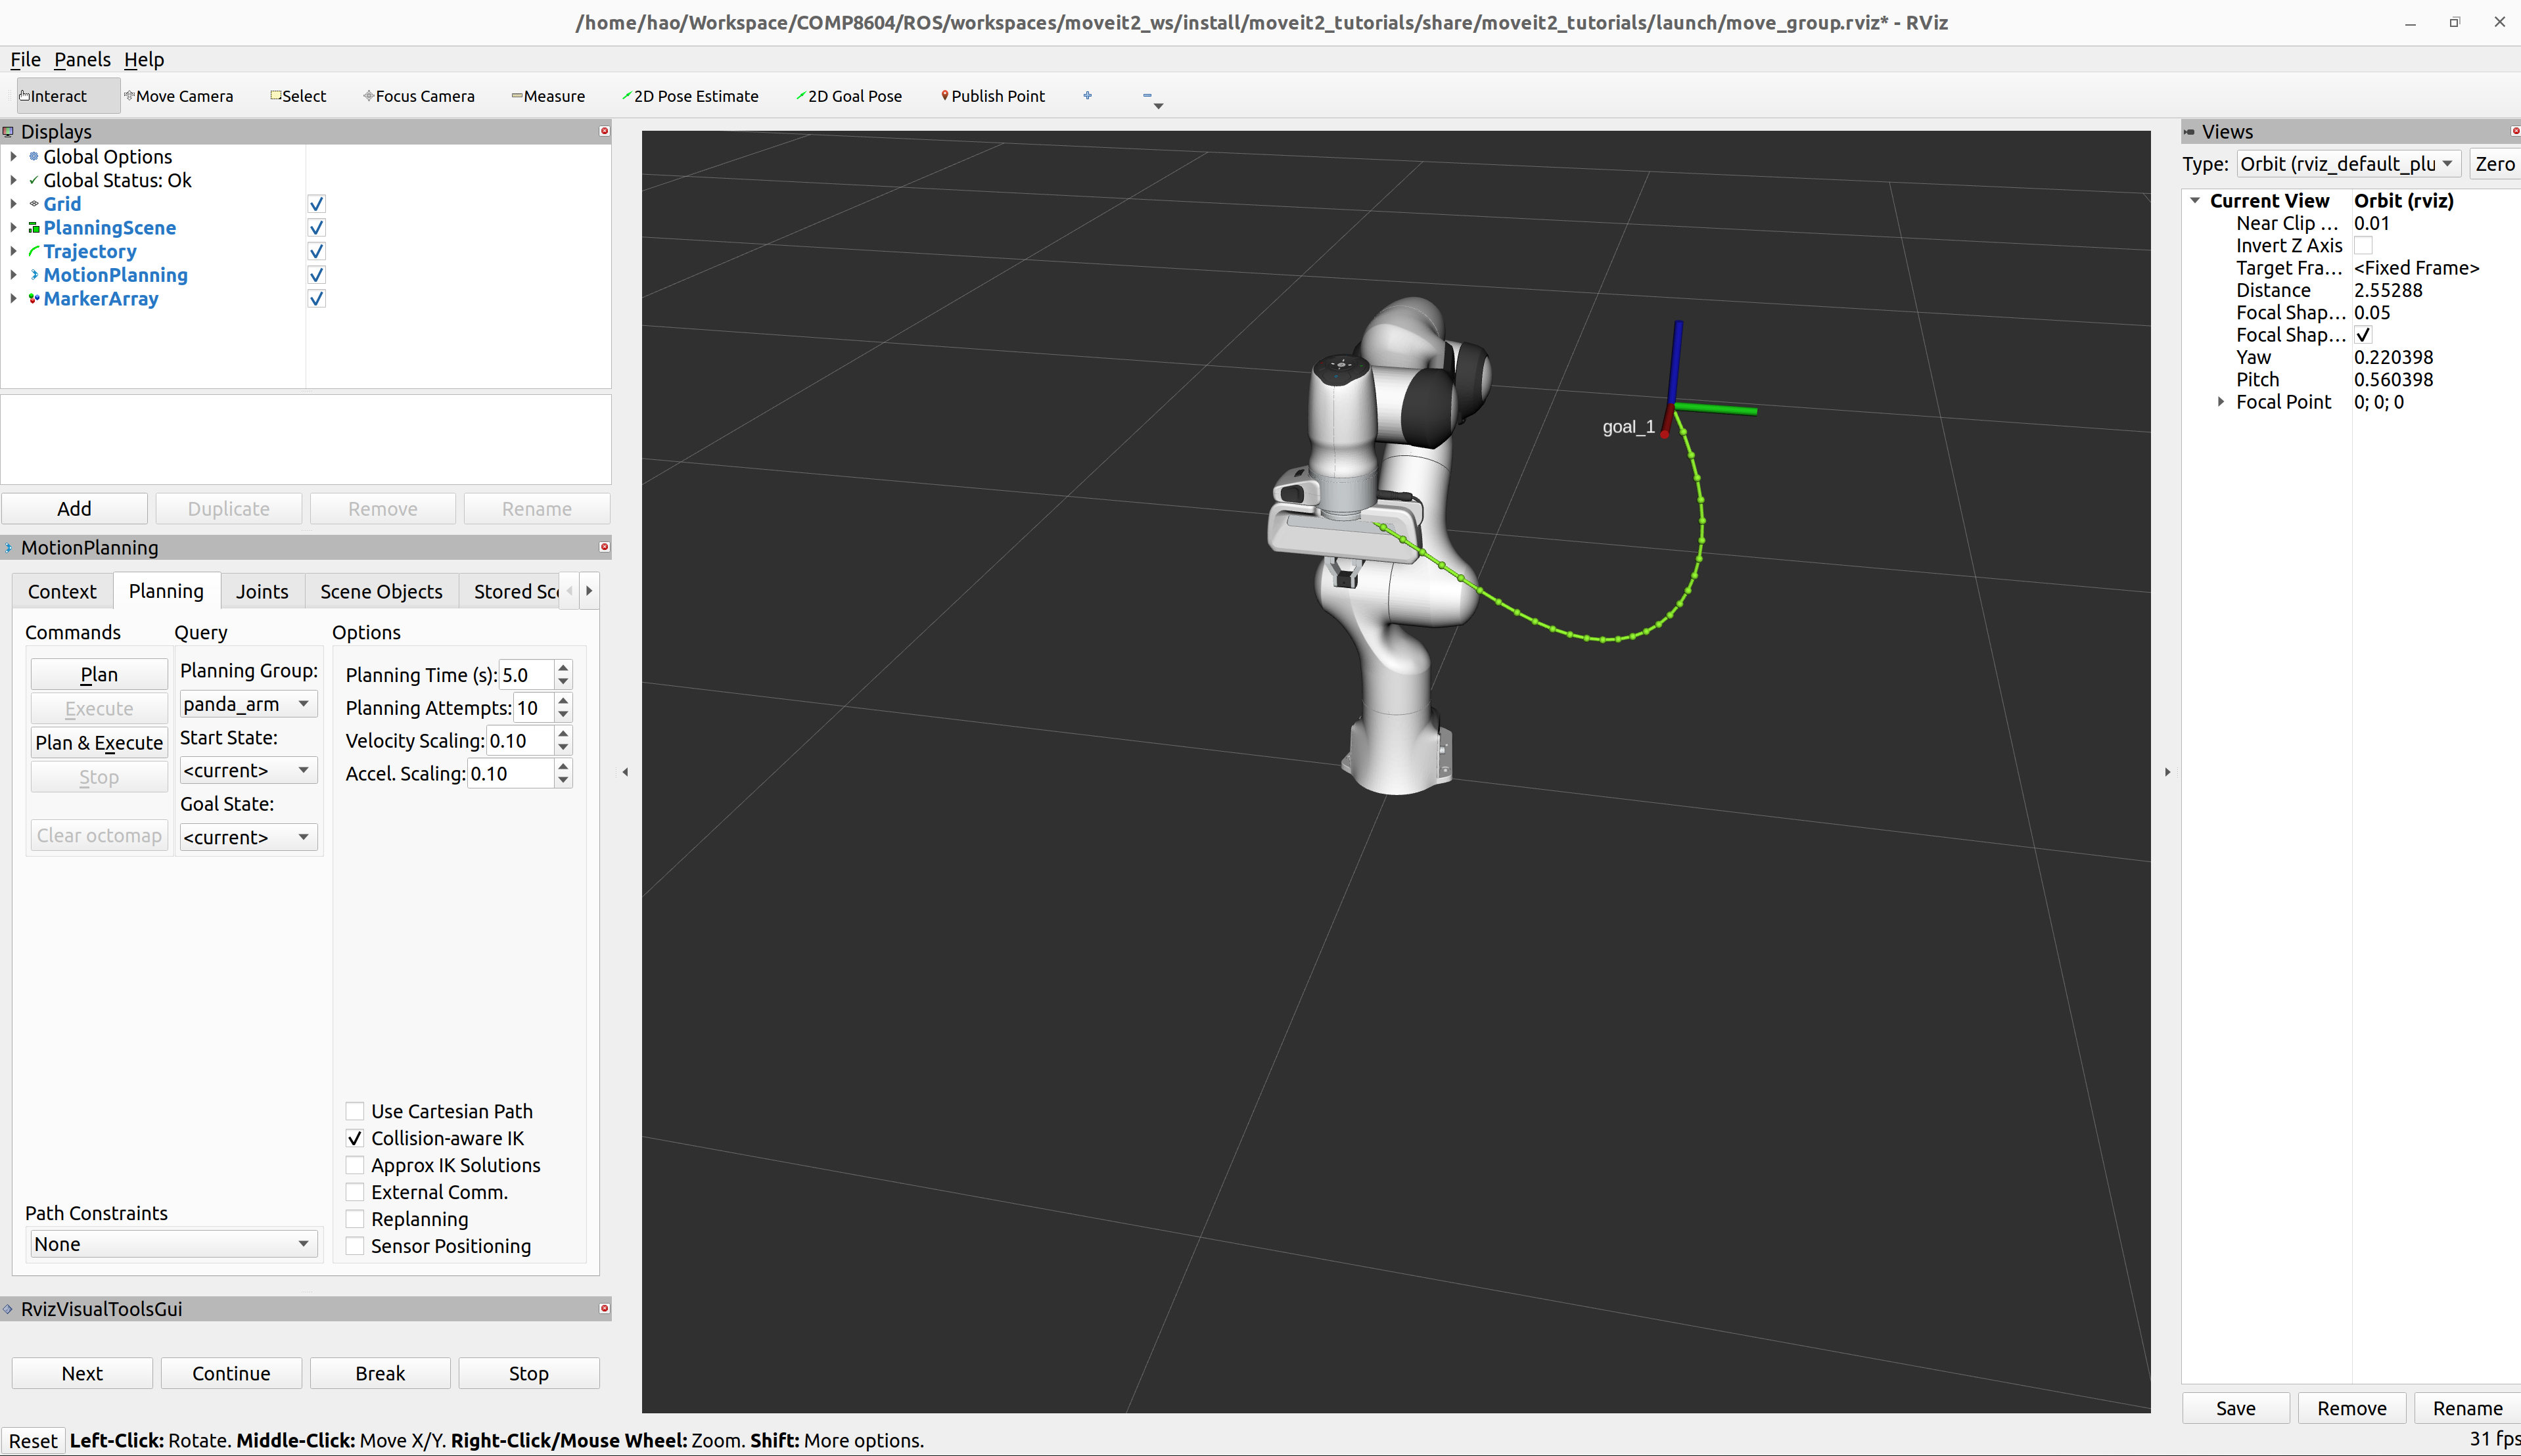 /home/hao/Workspace/COMP8604/ROS/workspaces/moveit2_ws/install/moveit2_tutorials/share/moveit2_tutorials/launch/move_group.rviz* - RViz
File Panels Help
Interact Move Camera Select Focus Camera Measure 2D Pose Estimate 2D Goal Pose Publish Point
Displays
Global Options
Global Status: Ok
Grid
PlanningScene
Trajectory
MotionPlanning
MarkerArray
Add Duplicate Remove Rename
MotionPlanning
Context Planning Joints Scene Objects Stored Sc
Commands Query Options
Plan
Execute
Plan & Execute
Stop
Clear octomap
Planning Group:
panda_arm
Start State:
<current>
Goal State:
<current>
Planning Time (s): 5.0
Planning Attempts: 10
Velocity Scaling: 0.10
Accel. Scaling: 0.10
Use Cartesian Path
Collision-aware IK
Approx IK Solutions
External Comm.
Replanning
Sensor Positioning
Path Constraints
None
RvizVisualToolsGui
Next Continue Break Stop
Reset Left-Click: Rotate. Middle-Click: Move X/Y. Right-Click/Mouse Wheel: Zoom. Shift: More options.
goal_1
Views
Type: Orbit (rviz_default_plu Zero
Current View Orbit (rviz)
Near Clip ... 0.01
Invert Z Axis
Target Fra... <Fixed Frame>
Distance 2.55288
Focal Shap... 0.05
Focal Shap...
Yaw 0.220398
Pitch 0.560398
Focal Point 0; 0; 0
Save Remove Rename
31 fps